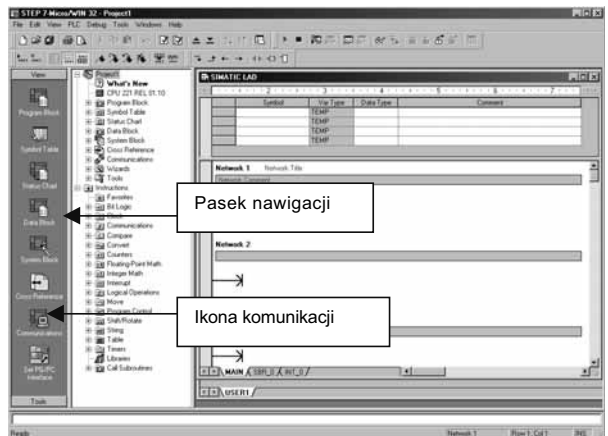 STEP 7-Micro/WIN 32 - Project1
File Edit View PLC Debug Tools Windows Help
View
Program Block
Symbol Table
Status Chart
Data Block
System Block
Cross Reference
Communications
Set PG/PC Interface
Tools
Project1
What's New
CPU 221 REL 01.10
Program Block
Symbol Table
Status Chart
Data Block
System Block
Cross Reference
Communications
Wizards
Tools
Instructions
Favorites
Bit Logic
Clock
Communications
Compare
Convert
Counters
Floating-Point Math
Integer Math
Interrupt
Logical Operations
Move
Program Control
Shift/Rotate
String
Table
Timers
Libraries
Call Subroutines
SIMATIC LAD
Symbol Var Type Data Type Comment
TEMP
TEMP
TEMP
TEMP
Network 1 Network Title
Network Comment
Network 2
Pasek nawigacji
Ikona komunikacji
MAIN SBR_0 INT_0
USER1
Ready
Network 1 Row 1, Col 1 INS